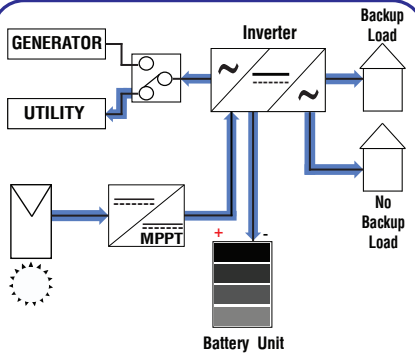 Backup
Load
Inverter
GENERATOR
UTILITY
No
Backup
Load
MPPT
+ -
Battery Unit